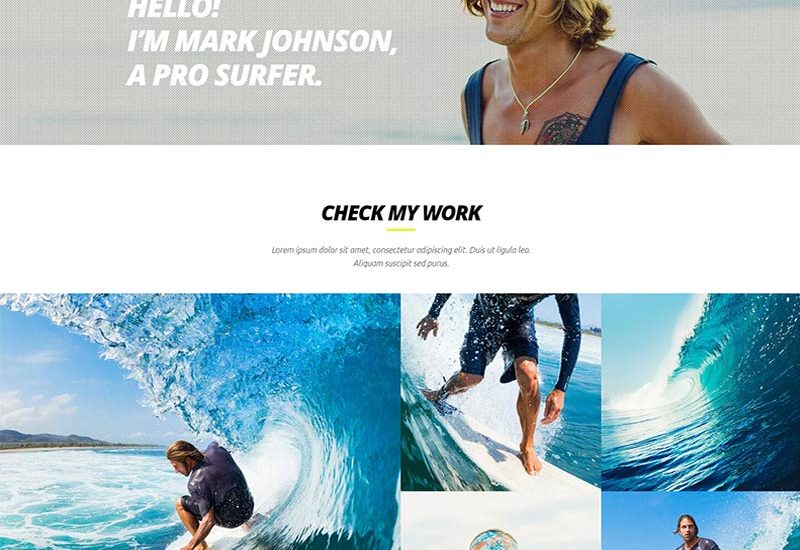 HELLO!
I'M MARK JOHNSON,
A PRO SURFER.
CHECK MY WORK
Lorem ipsum dolor sit amet, consectetur adipiscing elit. Duis ut ligula leo.
Aliquam suscipit sed purus.